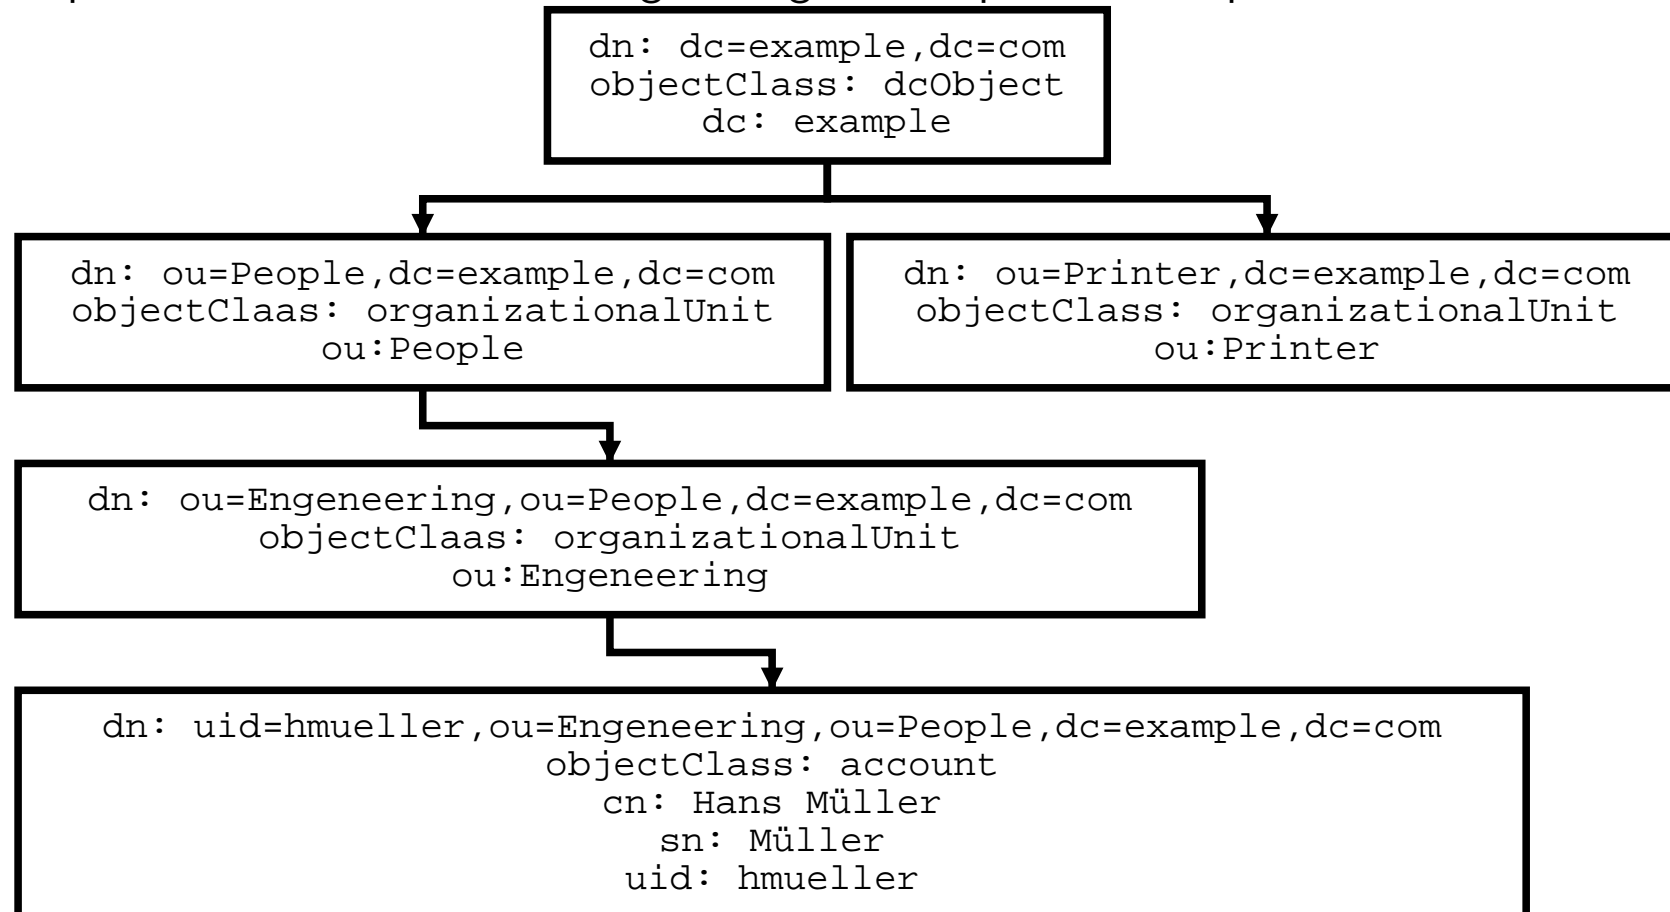 dn: dc=example,dc=com
objectClass: dcObject
dc: example
dn: ou=People,dc=example,dc=com
objectClaas: organizationalUnit
ou:People
dn: ou=Printer,dc=example,dc=com
objectClass: organizationalUnit
ou:Printer
dn: ou=Engeneering,ou=People,dc=example,dc=com
objectClaas: organizationalUnit
ou:Engeneering
dn: uid=hmueller,ou=Engeneering,ou=People,dc=example,dc=com
objectClass: account
cn: Hans Müller
sn: Müller
uid: hmueller